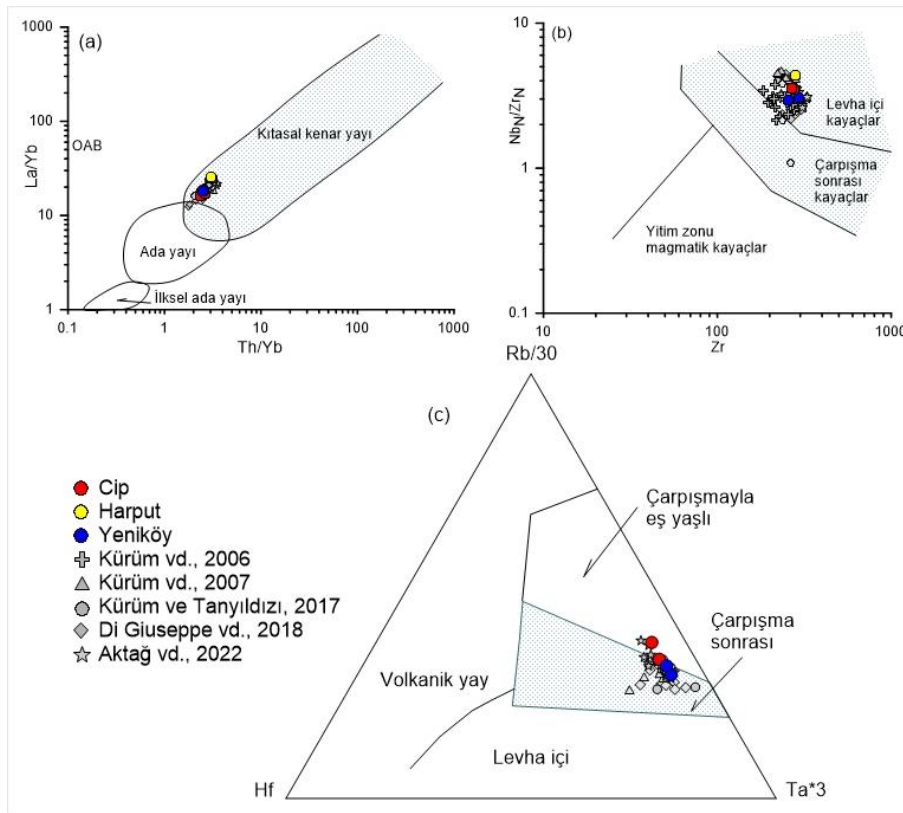 (a)
1000
100
10
1
La/Yb
OAB
Kıtasal kenar yayı
Ada yayı
İlksel ada yayı
0.1
1
10
100
1000
Th/Yb
(b)
10
1
0.1
NbN/ZrN
Levha içi
kayaçlar
Çarpışma
sonrası
kayaçlar
Yitim zonu
magmatik kayaçlar
10
100
1000
Zr
Rb/30
(c)
Çarpışmayla
eş yaşlı
Çarpışma
sonrası
Volkanik yay
Levha içi
Hf
Ta*3
Cip
Harput
Yeniköy
Kürüm vd., 2006
Kürüm vd., 2007
Kürüm ve Tanyıldızı, 2017
Di Giuseppe vd., 2018
Aktağ vd., 2022